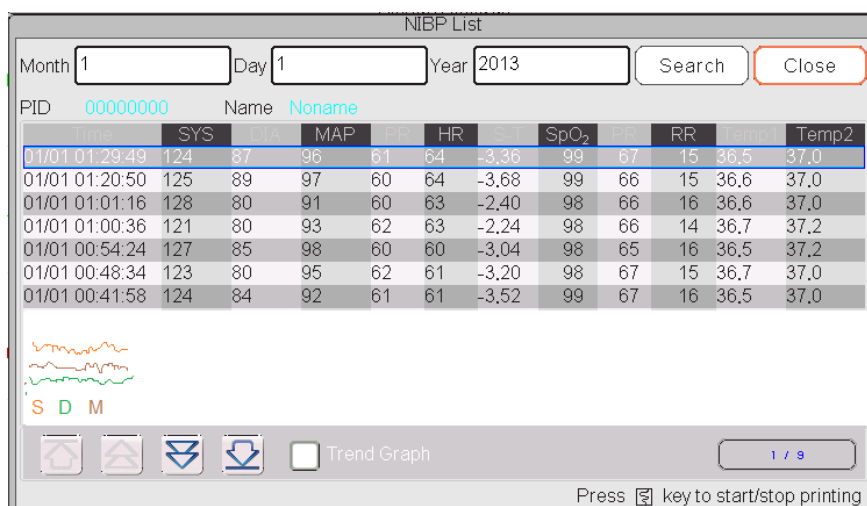 NIBP List
Month 1 Day 1 Year 2013 Search Close
PID 00000000 Name Noname
Time SYS DIA MAP PR HR S-T SpO₂ PR RR Temp1 Temp2
01/01 01:29:49 124 87 96 61 64 -3.36 99 67 15 36.5 37.0
01/01 01:20:50 125 89 97 60 64 -3.68 99 66 15 36.6 37.0
01/01 01:01:16 128 80 91 60 63 -2.40 98 66 16 36.6 37.0
01/01 01:00:36 121 80 93 62 63 -2.24 98 66 14 36.7 37.2
01/01 00:54:24 127 85 98 60 60 -3.04 98 65 16 36.5 37.2
01/01 00:48:34 123 80 95 62 61 -3.20 98 67 15 36.7 37.0
01/01 00:41:58 124 84 92 61 61 -3.52 99 67 16 36.5 37.0
S D M
Trend Graph 1 / 9
Press key to start/stop printing